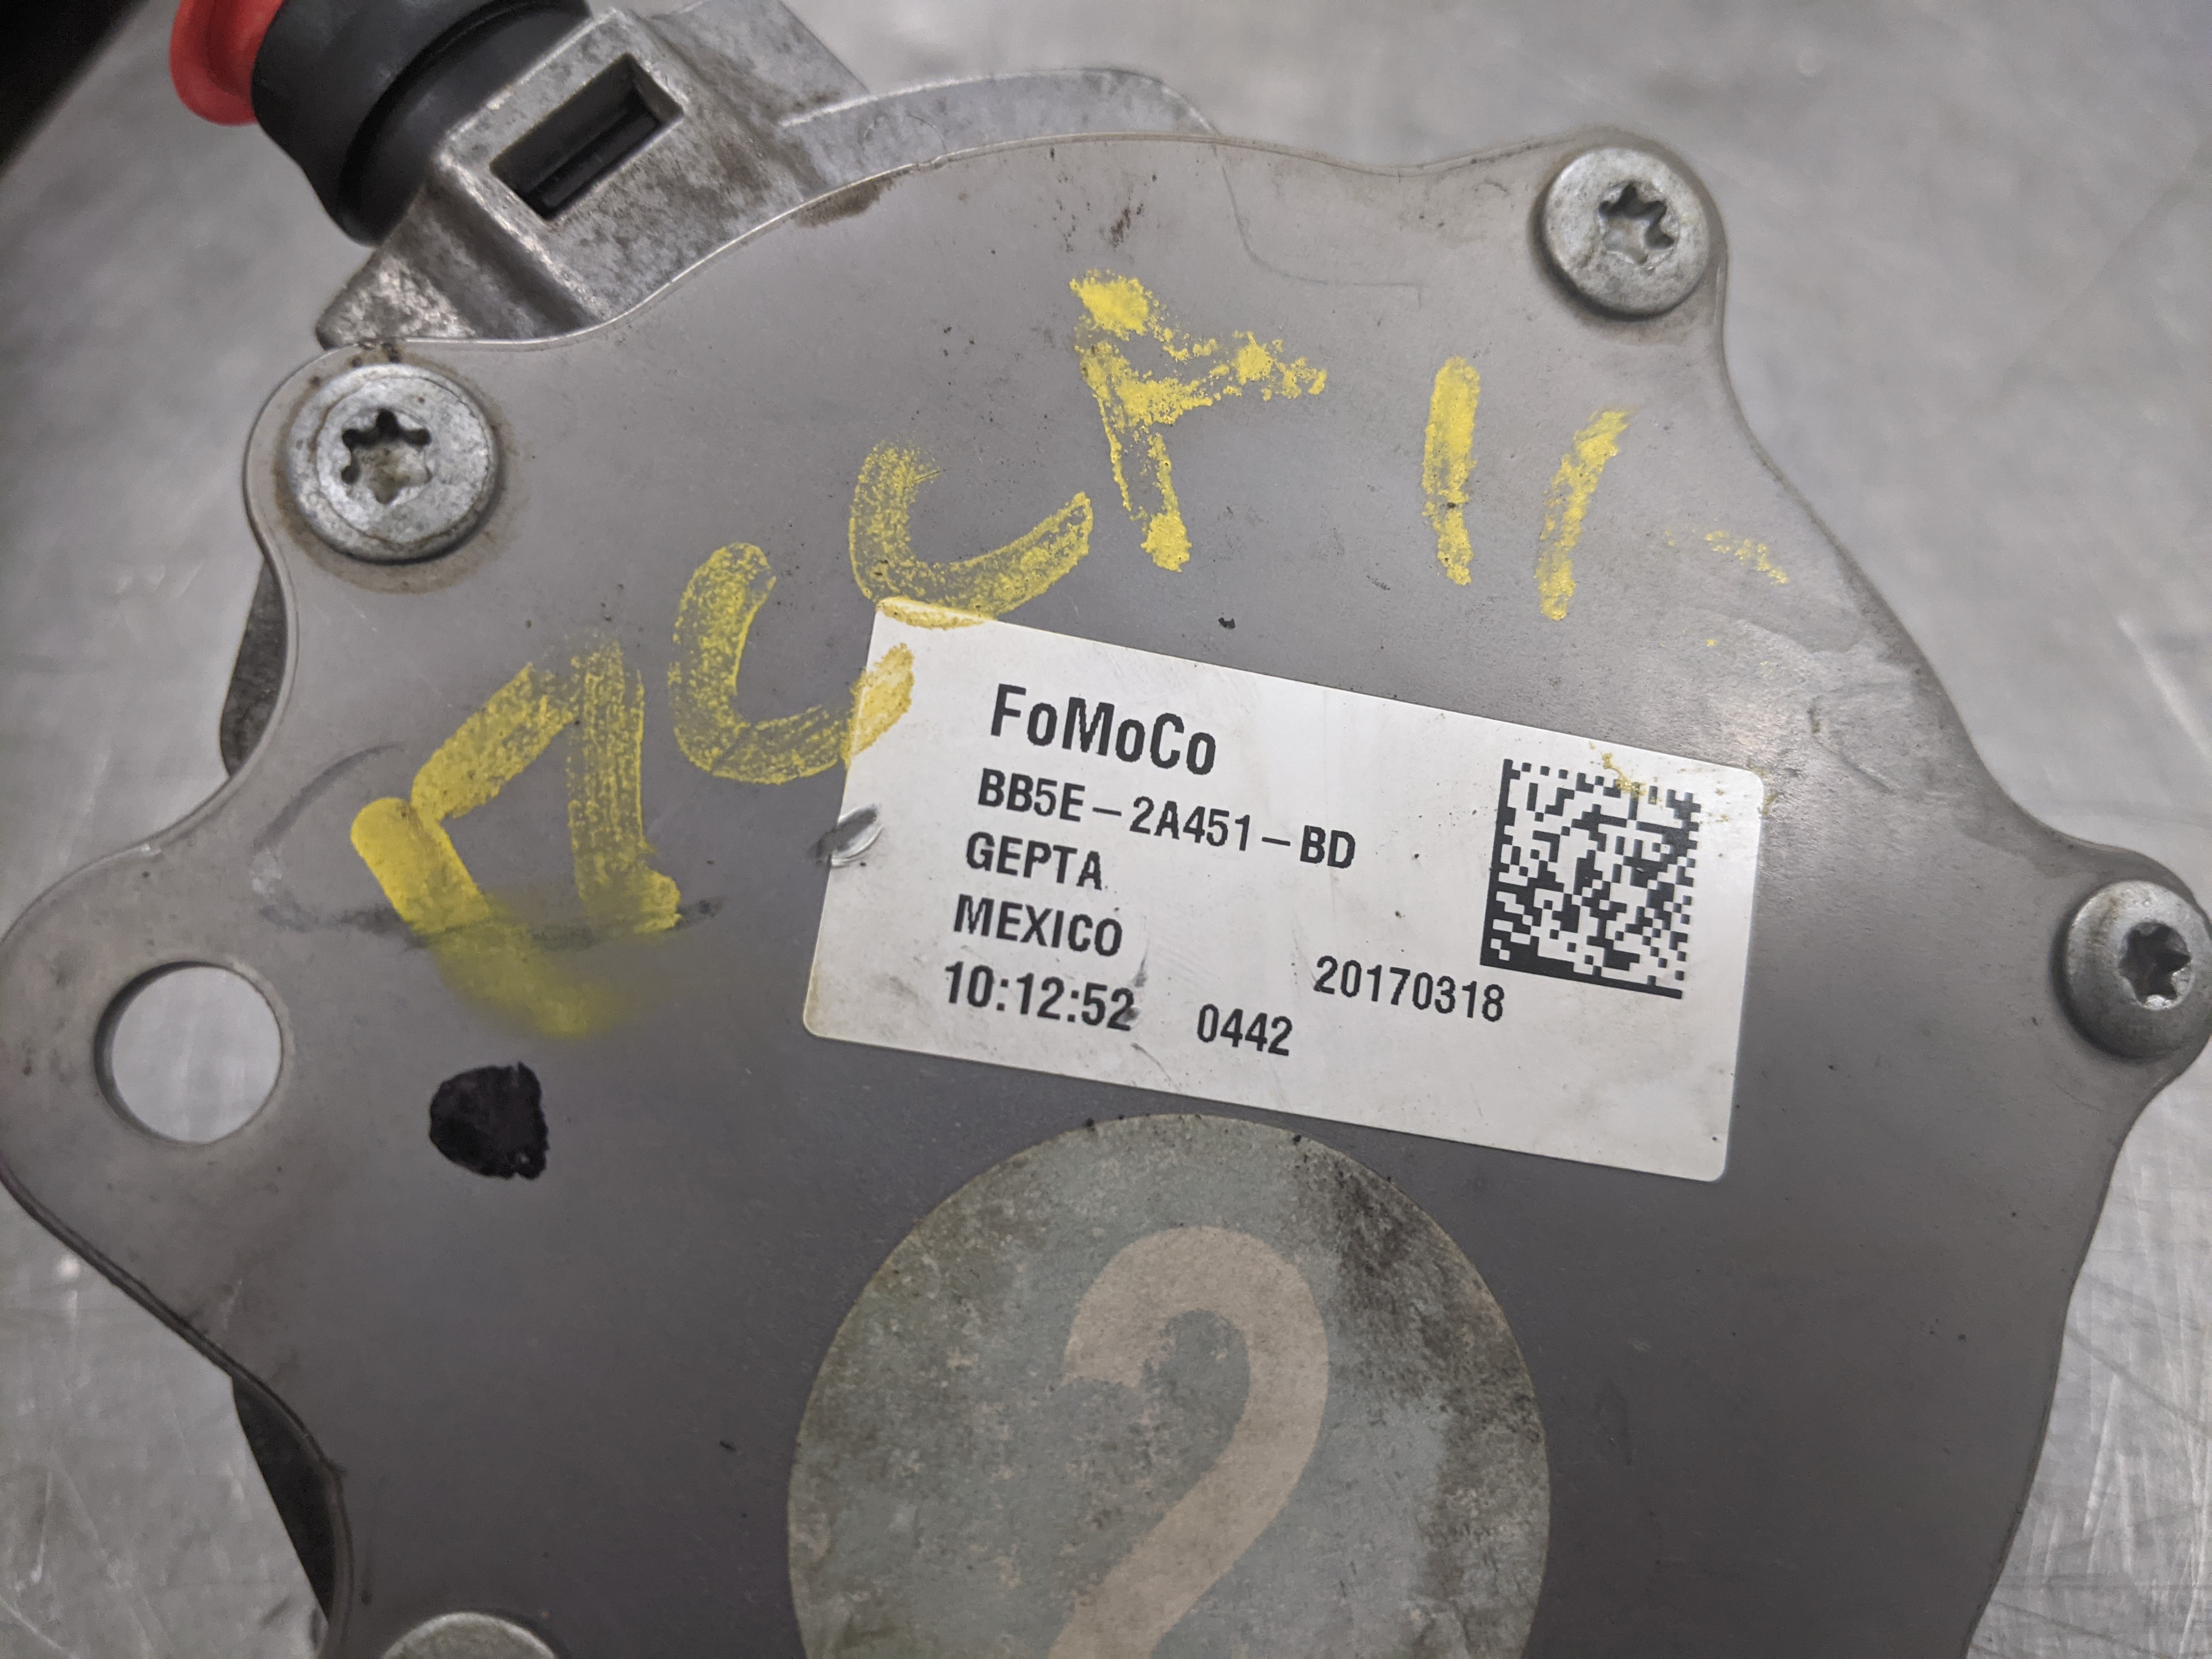 FoMoCo
BB5E-2A451-BD
GEPTA
MEXICO
20170318
10:12:52 0442
2